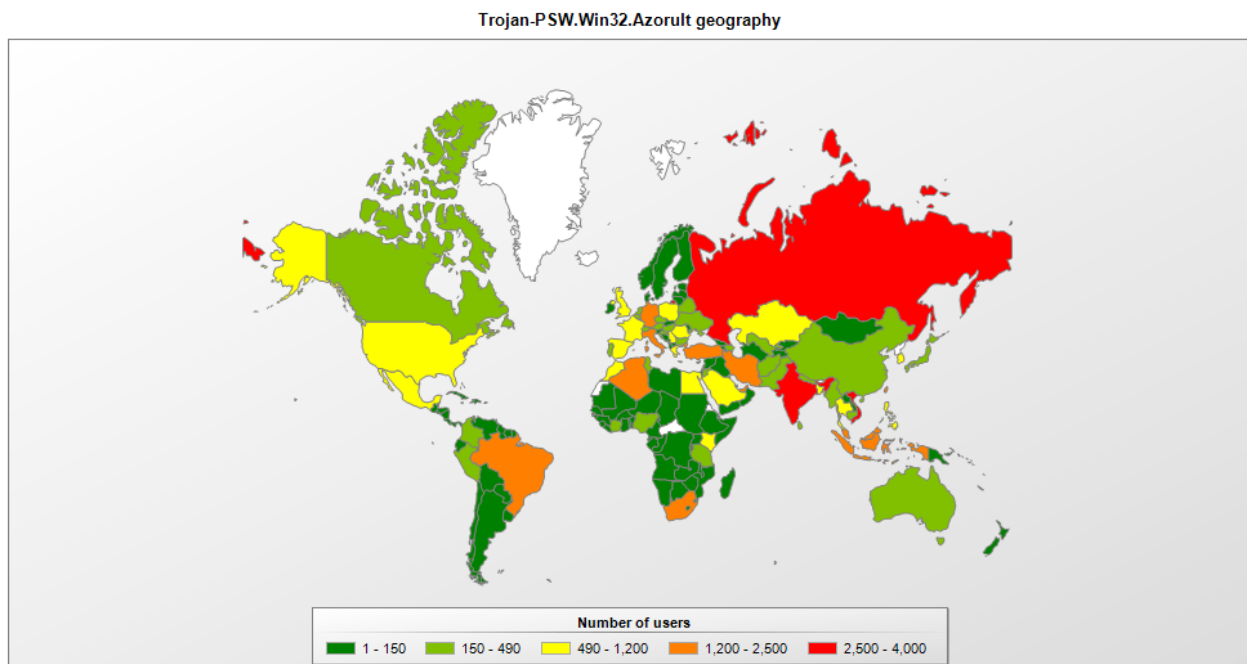 Trojan-PSW.Win32.Azorult geography
Number of users
1 - 150 150 - 490 490 - 1,200 1,200 - 2,500 2,500 - 4,000